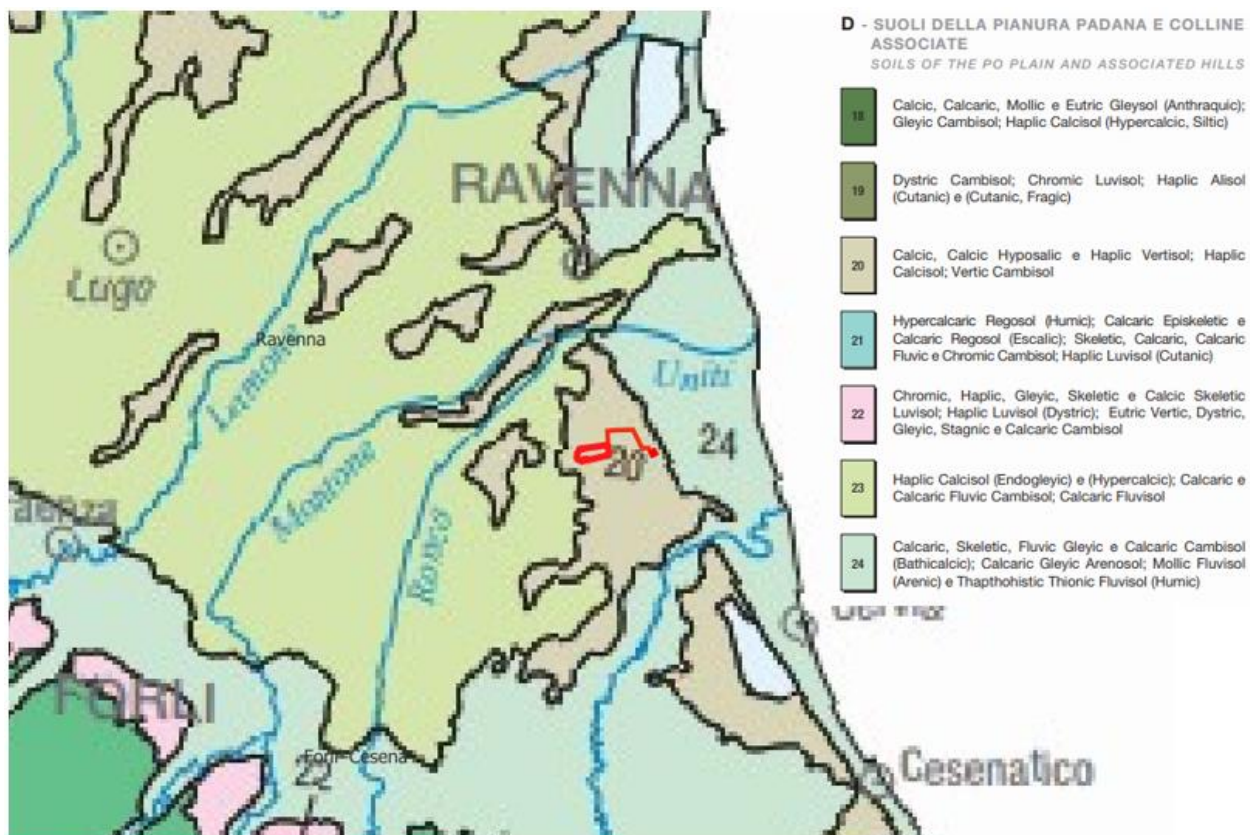 D - SUOLI DELLA PIANURA PADANA E COLLINE
ASSOCIATE
SOILS OF THE PO PLAIN AND ASSOCIATED HILLS
18
Calcic, Calcaric, Mollic e Eutric Gleysol (Anthraquic);
Gleyic Cambisol; Haplic Calcisol (Hypercalcic, Siltic)
19
Dystric Cambisol; Chromic Luvisol; Haplic Alisol
(Cutanic) e (Cutanic, Fragic)
20
Calcic, Calcic Hyposalic e Haplic Vertisol; Haplic
Calcisol; Vertic Cambisol
21
Hypercalcaric Regosol (Humic); Calcaric Episkeletic e
Calcaric Regosol (Escalic); Skeletic, Calcaric, Calcaric
Fluvic e Chromic Cambisol; Haplic Luvisol (Cutanic)
22
Chromic, Haplic, Gleyic, Skeletic e Calcic Skeletic
Luvisol; Haplic Luvisol (Dystric); Eutric Vertic, Dystric,
Gleyic, Stagnic e Calcaric Cambisol
23
Haplic Calcisol (Endogleyic) e (Hypercalcic); Calcaric e
Calcaric Fluvic Cambisol; Calcaric Fluvisol
24
Calcaric, Skeletic, Fluvic Gleyic e Calcaric Cambisol
(Bathicalcic); Calcaric Gleyic Arenosol; Mollic Fluvisol
(Arenic) e Thapthohistic Thionic Fluvisol (Humic)
RAVENNA
Lugo
Ravenna
Lamone
Uniti
24
20
Montone
Ronco
aenza
FORLI
Forlì-Cesena
22
Cesenatico